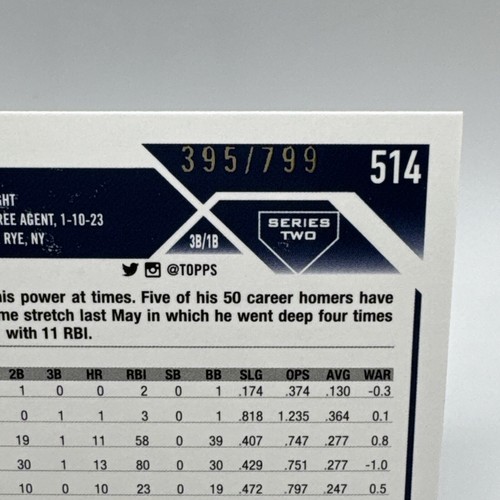 395/799
514
GHT
REE AGENT, 1-10-23
RYE, NY
3B/1B
SERIES
TWO
@TOPPS
his power at times. Five of his 50 career homers have
me stretch last May in which he went deep four times
with 11 RBI.
2B 3B HR RBI SB BB SLG OPS AVG WAR
1 0 0 2 0 1 .174 .374 .130 -0.3
0 1 1 3 0 1 .818 1.235 .364 0.1
19 1 11 58 0 39 .407 .747 .277 0.8
30 1 13 80 0 30 .429 .751 .277 -1.0
10 0 10 23 0 19 .472 .797 .247 0.5